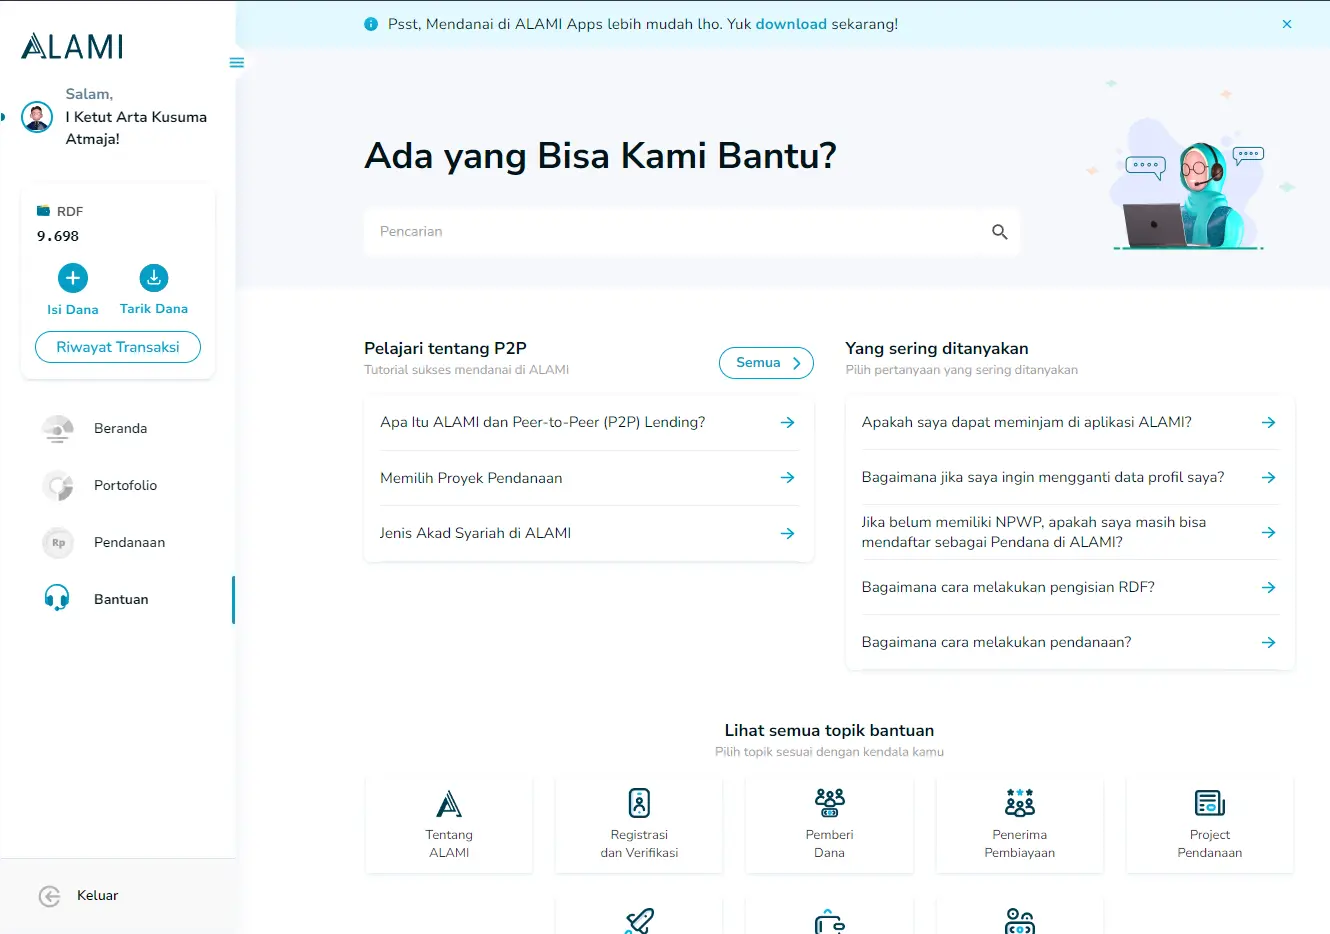 Psst, Mendanai di ALAMI Apps lebih mudah lho. Yuk download sekarang!
ALAMI
Salam,
I Ketut Arta Kusuma
Atmaja!
RDF
9.698
Isi Dana
Tarik Dana
Riwayat Transaksi
Beranda
Portofolio
Rp
Pendanaan
Bantuan
Keluar
Ada yang Bisa Kami Bantu?
Pencarian
Pelajari tentang P2P
Tutorial sukses mendanai di ALAMI
Semua
Apa Itu ALAMI dan Peer-to-Peer (P2P) Lending?
Memilih Proyek Pendanaan
Jenis Akad Syariah di ALAMI
Yang sering ditanyakan
Pilih pertanyaan yang sering ditanyakan
Apakah saya dapat meminjam di aplikasi ALAMI?
Bagaimana jika saya ingin mengganti data profil saya?
Jika belum memiliki NPWP, apakah saya masih bisa
mendaftar sebagai Pendana di ALAMI?
Bagaimana cara melakukan pengisian RDF?
Bagaimana cara melakukan pendanaan?
Lihat semua topik bantuan
Pilih topik sesuai dengan kendala kamu
Tentang
ALAMI
Registrasi
dan Verifikasi
Pemberi
Dana
Penerima
Pembiayaan
Project
Pendanaan